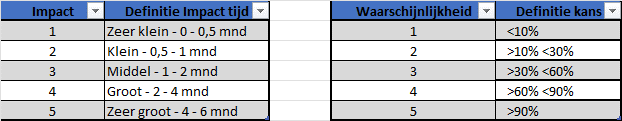 Impact Definitie Impact tijd Waarschijnlijkheid Definitie kans
1 Zeer klein - 0 - 0,5 mnd 1 <10%
2 Klein - 0,5 - 1 mnd 2 >10% <30%
3 Middel - 1 - 2 mnd 3 >30% <60%
4 Groot - 2 - 4 mnd 4 >60% <90%
5 Zeer groot - 4 - 6 mnd 5 >90%